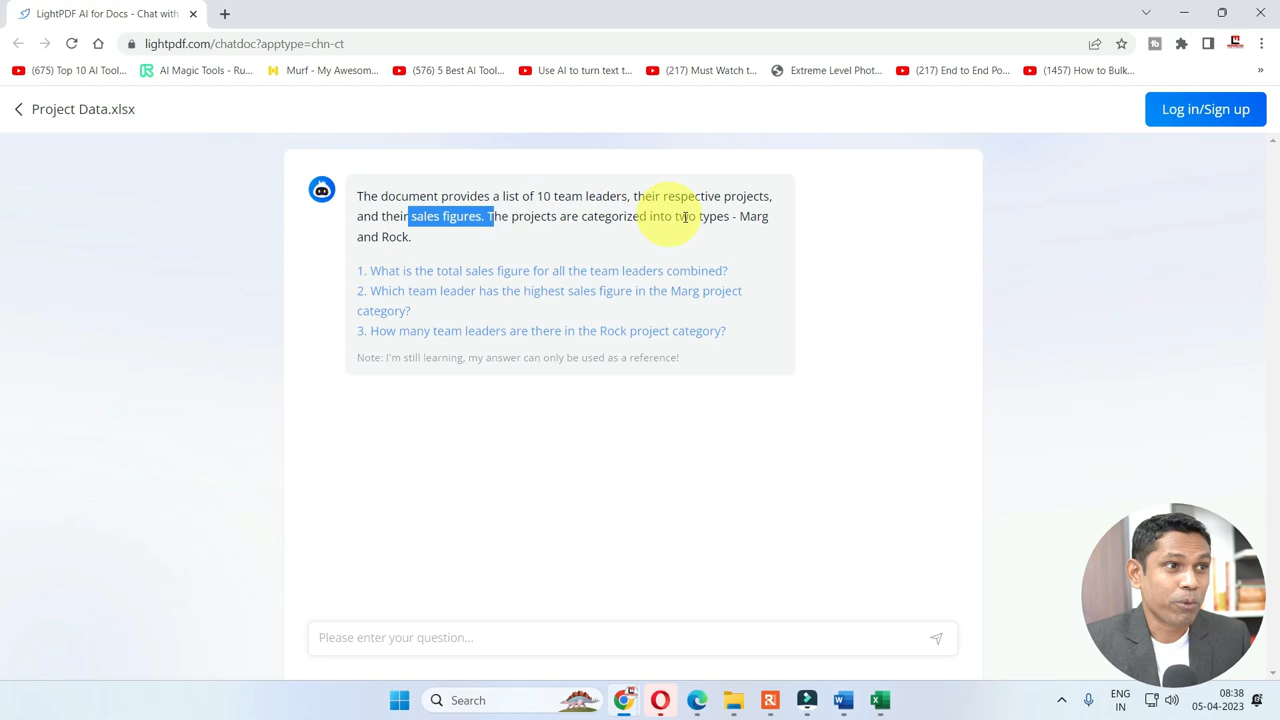 LightPDF AI for Docs - Chat with
lightpdf.com/chatdoc?apptype=chn-ct
(675) Top 10 AI Tool...
AI Magic Tools - Ru...
Murf - My Awesom...
(576) 5 Best AI Tool...
Use AI to turn text t...
(217) Must Watch t...
Extreme Level Phot...
(217) End to End Po...
(1457) How to Bulk...
»
Project Data.xlsx
Log in/Sign up
The document provides a list of 10 team leaders, their respective projects,
and their sales figures. The projects are categorized into two types - Marg
and Rock.
1. What is the total sales figure for all the team leaders combined?
2. Which team leader has the highest sales figure in the Marg project
category?
3. How many team leaders are there in the Rock project category?
Note: I'm still learning, my answer can only be used as a reference!
Please enter your question...
Search
ENG
IN
08:38
05-04-2023